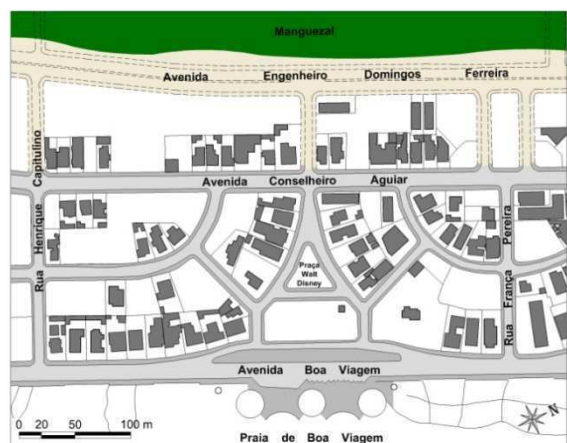 Manguezal
Avenida Engenheiro Domingos Ferreira
Rua Henrique Capitulino
Avenida Conselheiro Aguiar
Rua França Pereira
Praça
Walt
Disney
Avenida Boa Viagem
0 20 50 100 m
N
Praia de Boa Viagem